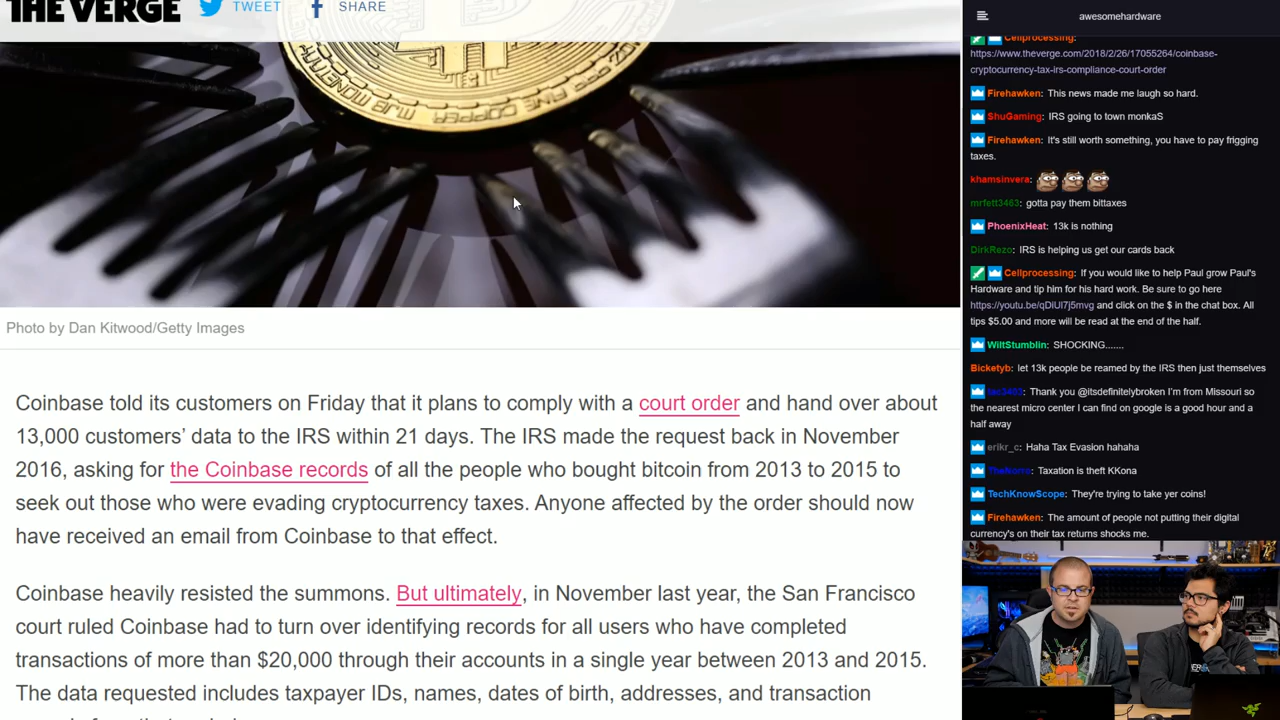 THE VERGE
TWEET
SHARE
Photo by Dan Kitwood/Getty Images
Coinbase told its customers on Friday that it plans to comply with a court order and hand over about
13,000 customers’ data to the IRS within 21 days. The IRS made the request back in November
2016, asking for the Coinbase records of all the people who bought bitcoin from 2013 to 2015 to
seek out those who were evading cryptocurrency taxes. Anyone affected by the order should now
have received an email from Coinbase to that effect.
Coinbase heavily resisted the summons. But ultimately, in November last year, the San Francisco
court ruled Coinbase had to turn over identifying records for all users who have completed
transactions of more than $20,000 through their accounts in a single year between 2013 and 2015.
The data requested includes taxpayer IDs, names, dates of birth, addresses, and transaction
awesomehardware
Cellprocessing:
https://www.theverge.com/2018/2/26/17055264/coinbase-
cryptocurrency-tax-irs-compliance-court-order
Firehawken: This news made me laugh so hard.
ShuGaming: IRS going to town monkaS
Firehawken: It's still worth something, you have to pay frigging
taxes.
khamsinvera:
mrfett3463: gotta pay them bittaxes
PhoenixHeat: 13k is nothing
DirkRezo: IRS is helping us get our cards back
Cellprocessing: If you would like to help Paul grow Paul's
Hardware and tip him for his hard work. Be sure to go here
https://youtu.be/qDiUl7j5mvg and click on the $ in the chat box. All
tips $5.00 and more will be read at the end of the half.
WiltStumblin: SHOCKING.......
Bicketyb: let 13k people be reamed by the IRS then just themselves
Thank you @itsdefinitelybroken I'm from Missouri so
the nearest micro center I can find on google is a good hour and a
half away
erikr_c: Haha Tax Evasion hahaha
Taxation is theft KKona
TechKnowScope: They're trying to take yer coins!
Firehawken: The amount of people not putting their digital
currency's on their tax returns shocks me.